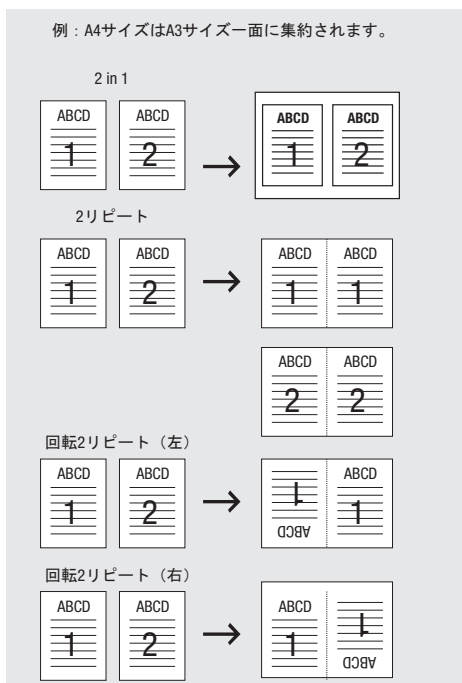 例：A4サイズはA3サイズ一面に集約されます。
2 in 1
ABCD ABCD ABCD ABCD
1 2 1 2
2リピート
ABCD ABCD ABCD ABCD
1 2 1 1
ABCD ABCD
2 2
回転2リピート（左）
ABCD ABCD ABCD
1 2 1 1
ABCD
回転2リピート（右）
ABCD ABCD ABCD
1 2 1 1
ABCD